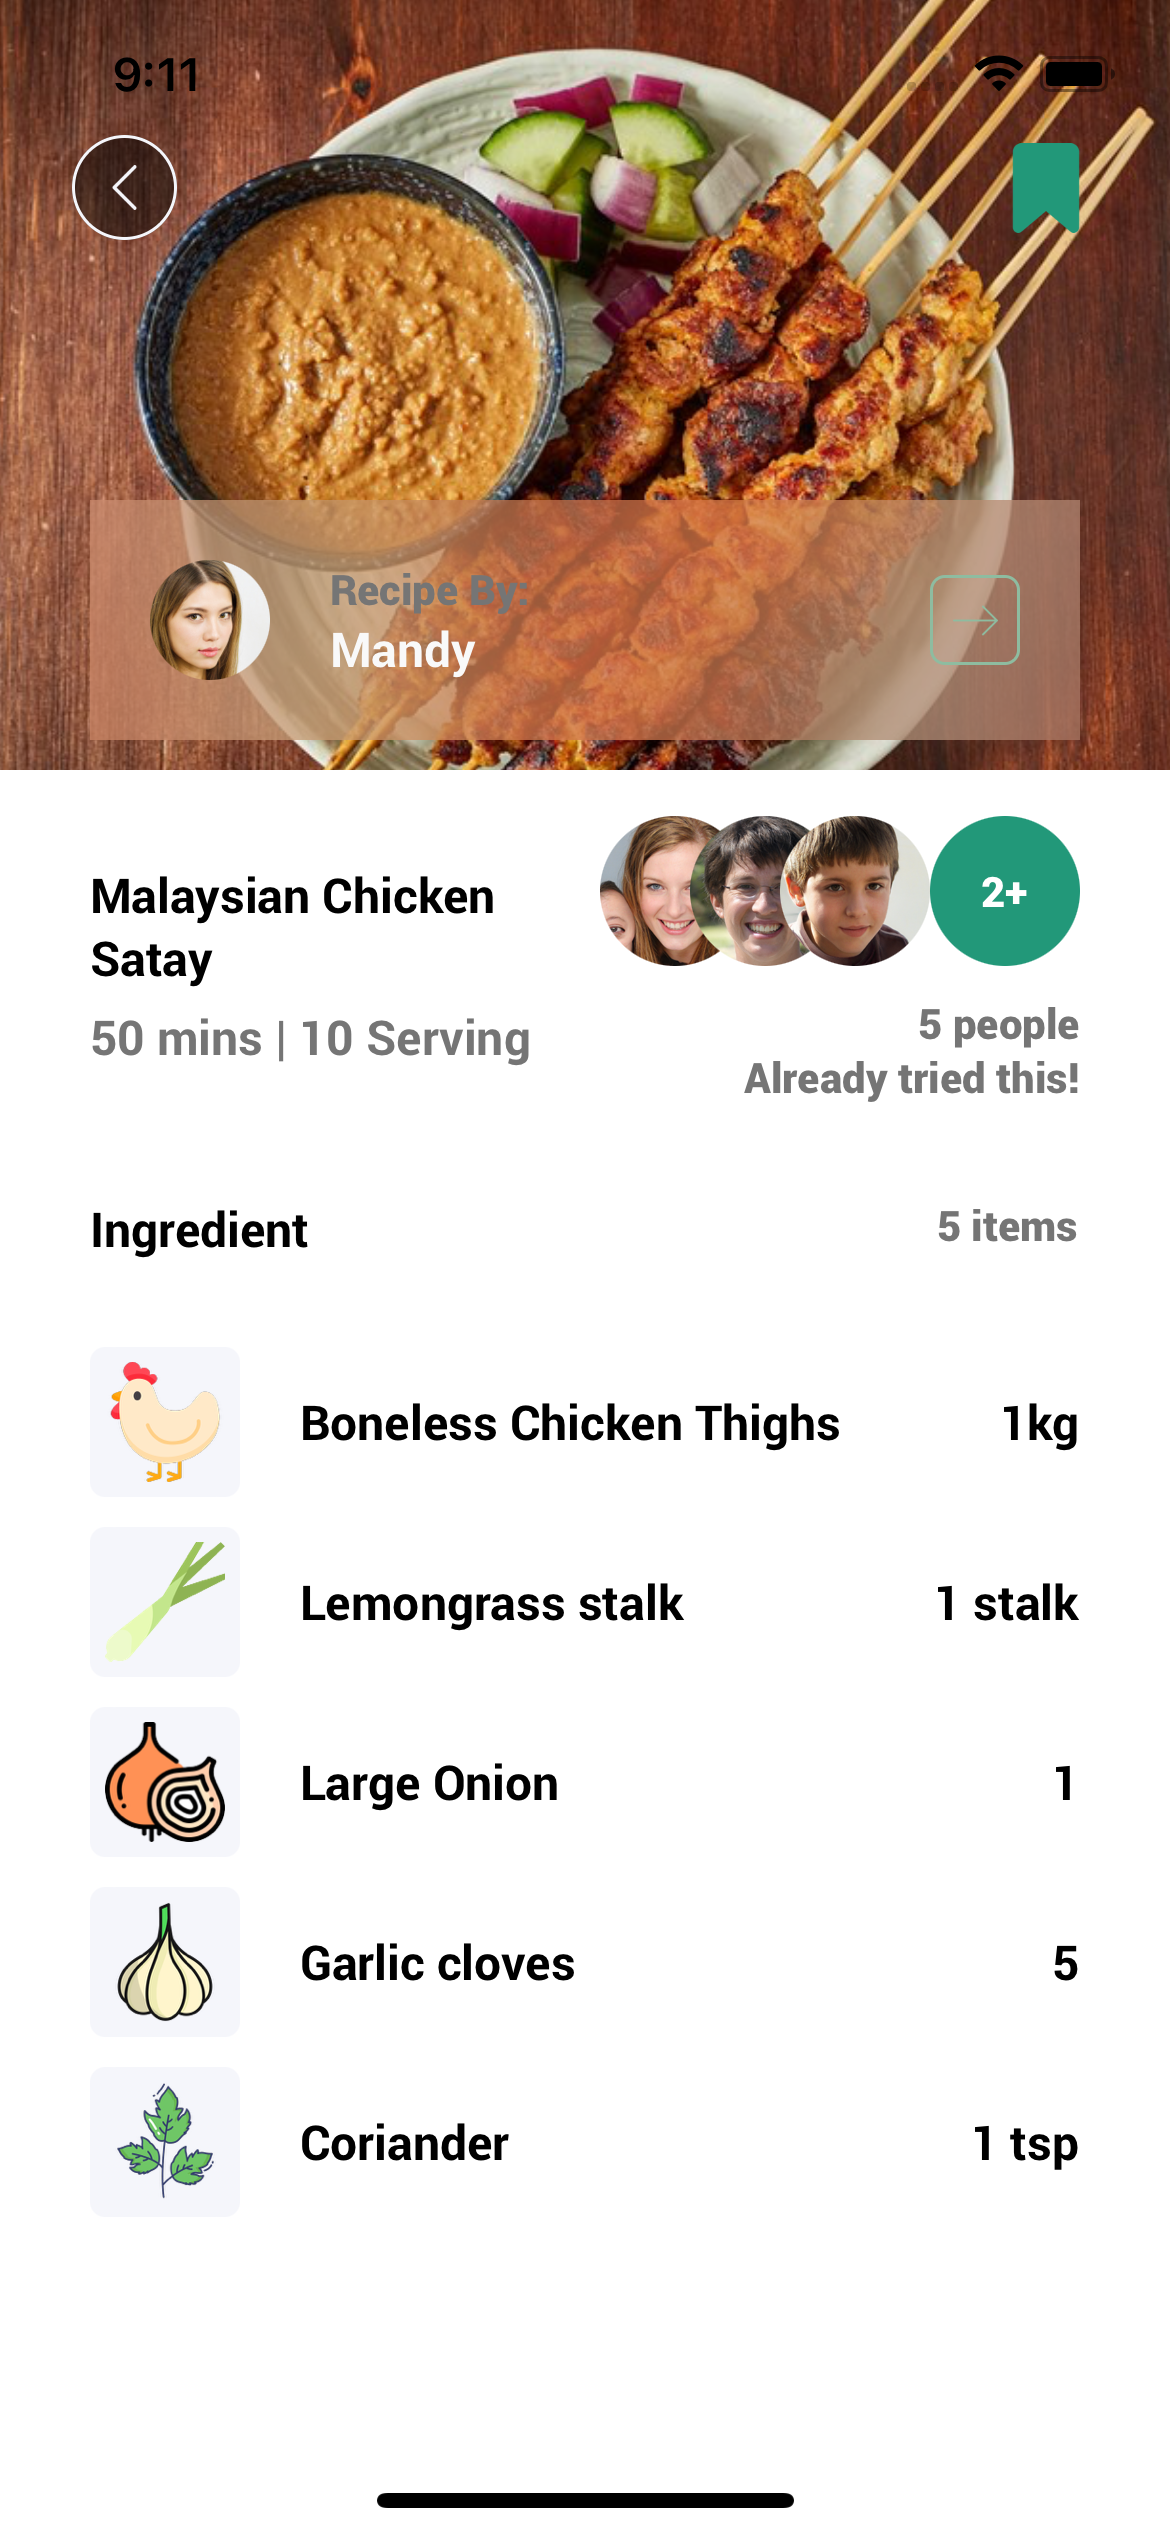 9:11
Recipe By:
Mandy
Malaysian Chicken
Satay
50 mins | 10 Serving
2+
5 people
Already tried this!
Ingredient
5 items
Boneless Chicken Thighs
1kg
Lemongrass stalk
1 stalk
Large Onion
1
Garlic cloves
5
Coriander
1 tsp